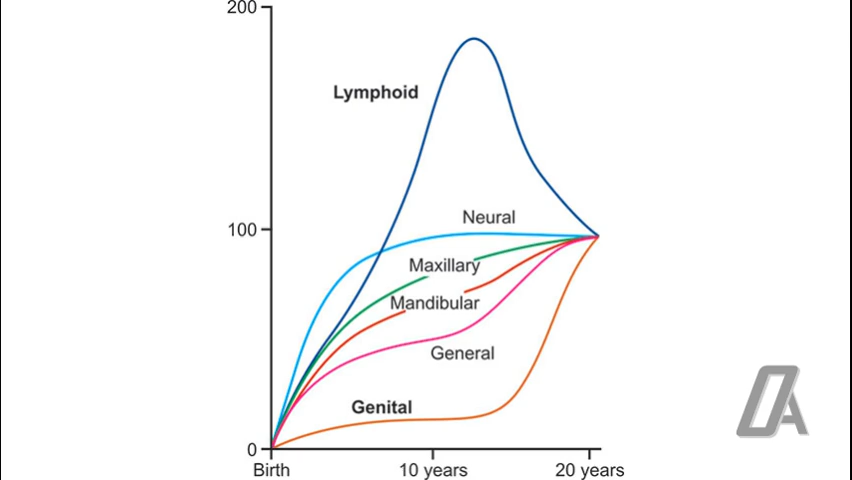 200
Lymphoid
Neural
100
Maxillary
Mandibular
General
Genital
0
Birth 10 years 20 years